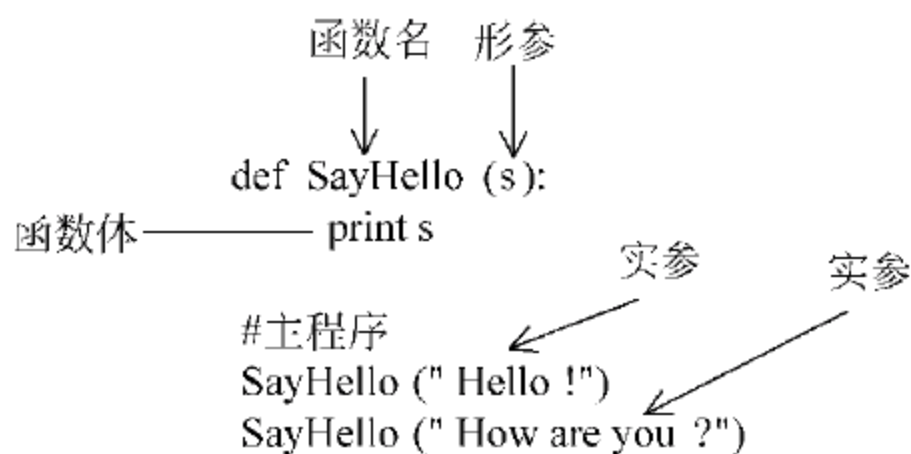 函数名 形参
def SayHello (s):
函数体 print s
实参 实参
#主程序
SayHello (" Hello !")
SayHello (" How are you ?")